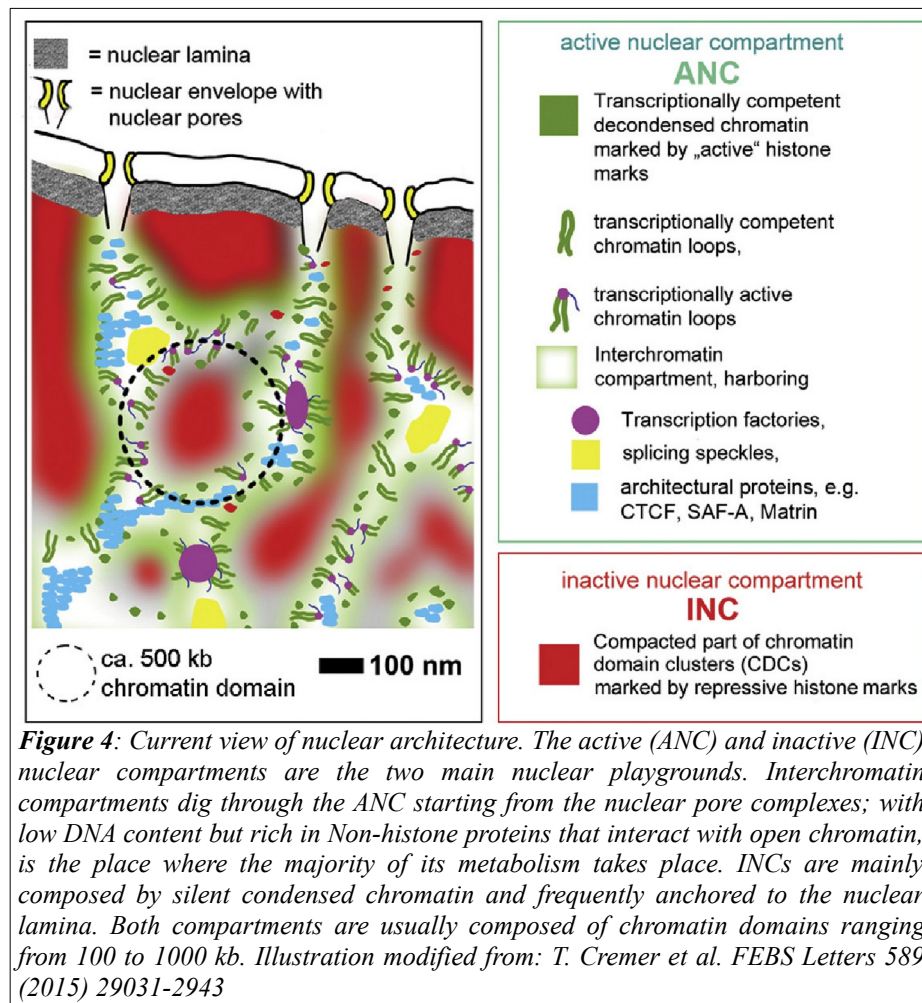 = nuclear lamina
= nuclear envelope with
nuclear pores
ca. 500 kb
chromatin domain
100 nm
active nuclear compartment
ANC
Transcriptionally competent
decondensed chromatin
marked by „active“ histone
marks
transcriptionally competent
chromatin loops,
transcriptionally active
chromatin loops
Interchromatin
compartment, harboring
Transcription factories,
splicing speckles,
architectural proteins, e.g.
CTCF, SAF-A, Matrin
inactive nuclear compartment
INC
Compacted part of chromatin
domain clusters (CDCs)
marked by repressive histone marks
Figure 4: Current view of nuclear architecture. The active (ANC) and inactive (INC)
nuclear compartments are the two main nuclear playgrounds. Interchromatin
compartments dig through the ANC starting from the nuclear pore complexes; with
low DNA content but rich in Non-histone proteins that interact with open chromatin,
is the place where the majority of its metabolism takes place. INCs are mainly
composed by silent condensed chromatin and frequently anchored to the nuclear
lamina. Both compartments are usually composed of chromatin domains ranging
from 100 to 1000 kb. Illustration modified from: T. Cremer et al. FEBS Letters 589
(2015) 29031-2943